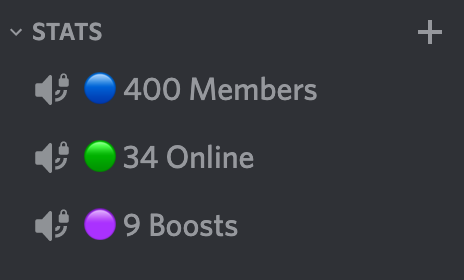 STATS
🔵 400 Members
🟢 34 Online
🟣 9 Boosts